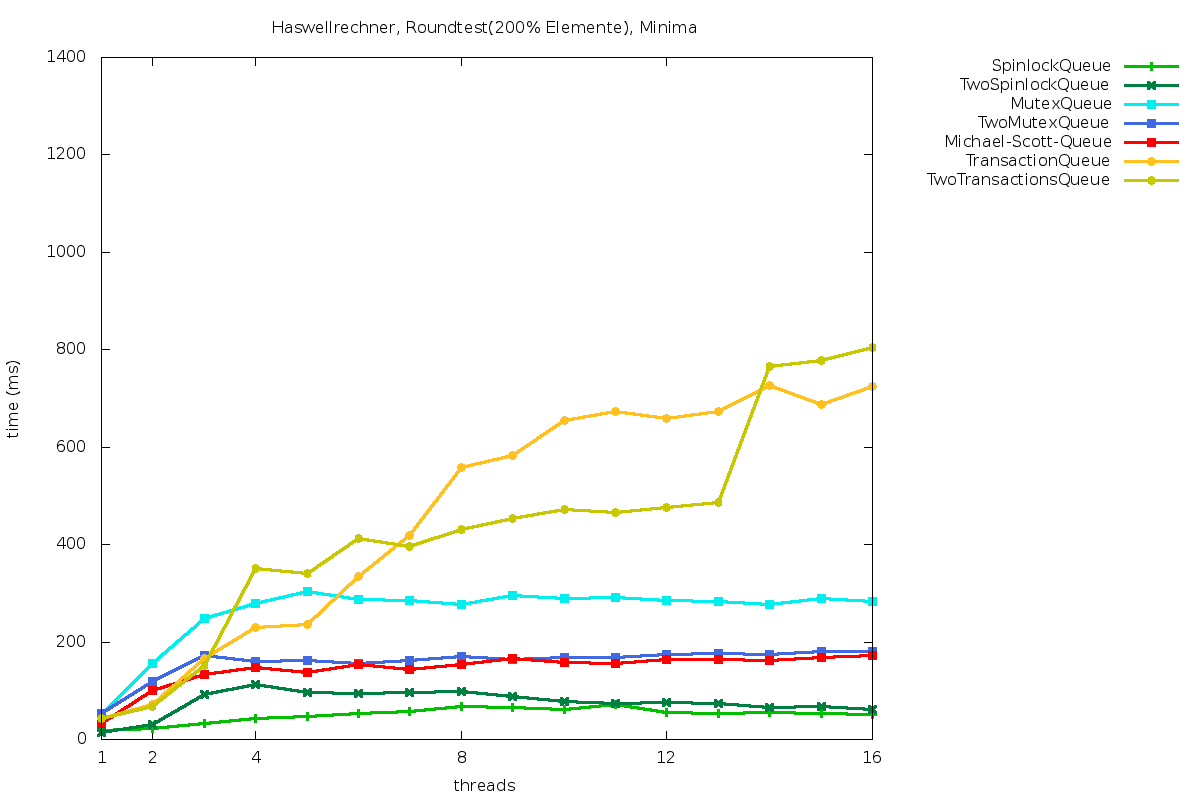 Haswellrechner, Roundtest(200% Elemente), Minima
1400
1200
1000
800
600
400
200
0
time (ms)
1 2 4 8 12 16
threads
SpinlockQueue
TwoSpinlockQueue
MutexQueue
TwoMutexQueue
Michael-Scott-Queue
TransactionQueue
TwoTransactionsQueue